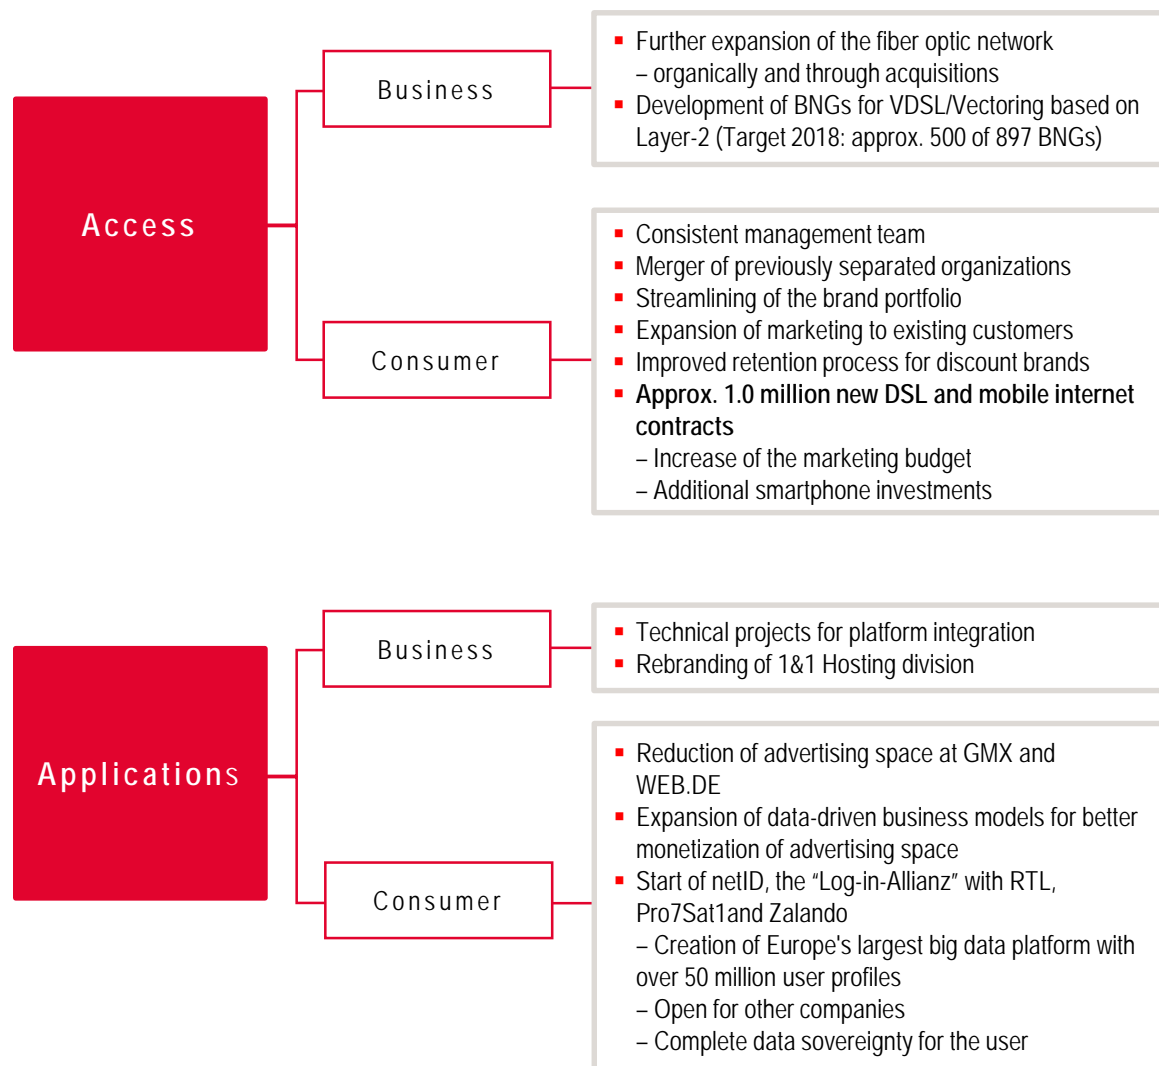 Access
Business
▪ Further expansion of the fiber optic network
– organically and through acquisitions
▪ Development of BNGs for VDSL/Vectoring based on
Layer-2 (Target 2018: approx. 500 of 897 BNGs)
Consumer
▪ Consistent management team
▪ Merger of previously separated organizations
▪ Streamlining of the brand portfolio
▪ Expansion of marketing to existing customers
▪ Improved retention process for discount brands
▪ Approx. 1.0 million new DSL and mobile internet
contracts
– Increase of the marketing budget
– Additional smartphone investments
Applications
Business
▪ Technical projects for platform integration
▪ Rebranding of 1&1 Hosting division
Consumer
▪ Reduction of advertising space at GMX and
WEB.DE
▪ Expansion of data-driven business models for better
monetization of advertising space
▪ Start of netID, the “Log-in-Allianz” with RTL,
Pro7Sat1and Zalando
– Creation of Europe's largest big data platform with
over 50 million user profiles
– Open for other companies
– Complete data sovereignty for the user